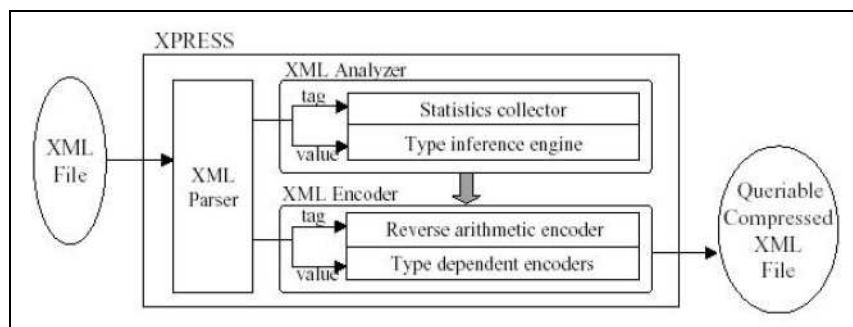 XPRESS
XML Analyzer
tag
Statistics collector
value
Type inference engine
XML
File
XML
Parser
XML Encoder
tag
Reverse arithmetic encoder
value
Type dependent encoders
Queriable
Compressed
XML
File